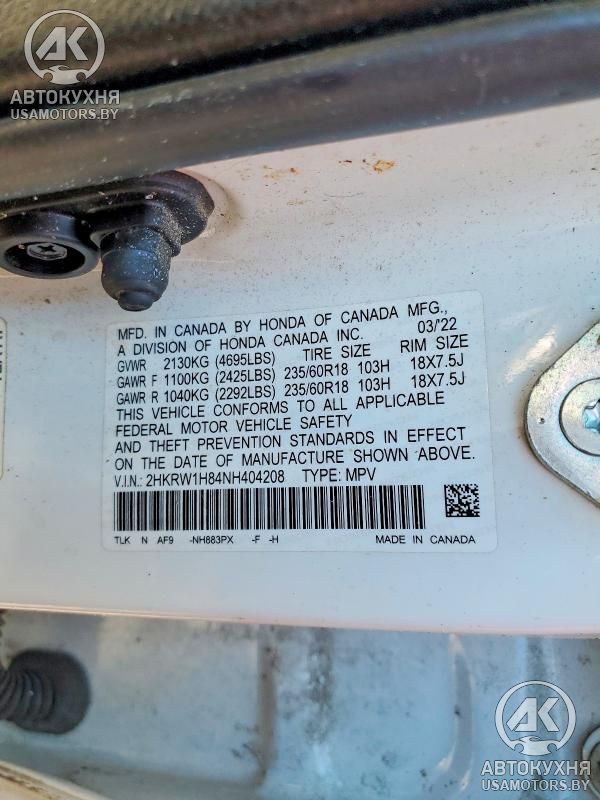 АК
АВТОКУХНЯ
USAMOTORS.BY
MFD. IN CANADA BY HONDA OF CANADA MFG.,
A DIVISION OF HONDA CANADA INC. 03/'22
GVWR 2130KG (4695LBS) TIRE SIZE RIM SIZE
GAWR F 1100KG (2425LBS) 235/60R18 103H 18X7.5J
GAWR R 1040KG (2292LBS) 235/60R18 103H 18X7.5J
THIS VEHICLE CONFORMS TO ALL APPLICABLE
FEDERAL MOTOR VEHICLE SAFETY
AND THEFT PREVENTION STANDARDS IN EFFECT
ON THE DATE OF MANUFACTURE SHOWN ABOVE.
V.I.N.: 2HKRW1H84NH404208 TYPE: MPV
TLK N AF9 -NH883PX -F -H MADE IN CANADA
АК
АВТОКУХНЯ
USAMOTORS.BY